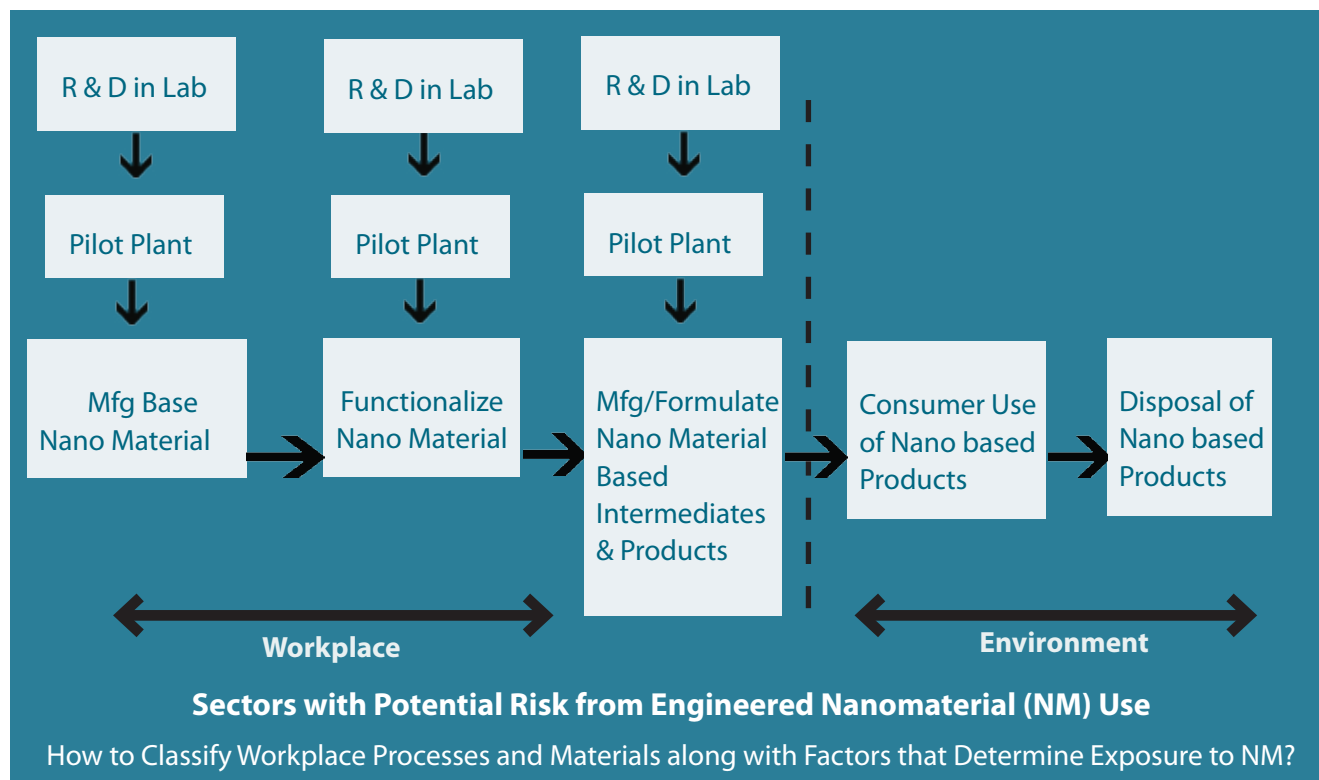 R & D in Lab
R & D in Lab
R & D in Lab
Pilot Plant
Pilot Plant
Pilot Plant
Mfg Base
Nano Material
Functionalize
Nano Material
Mfg/Formulate
Nano Material
Based
Intermediates
& Products
Consumer Use
of Nano based
Products
Disposal of
Nano based
Products
Workplace
Environment
Sectors with Potential Risk from Engineered Nanomaterial (NM) Use
How to Classify Workplace Processes and Materials along with Factors that Determine Exposure to NM?